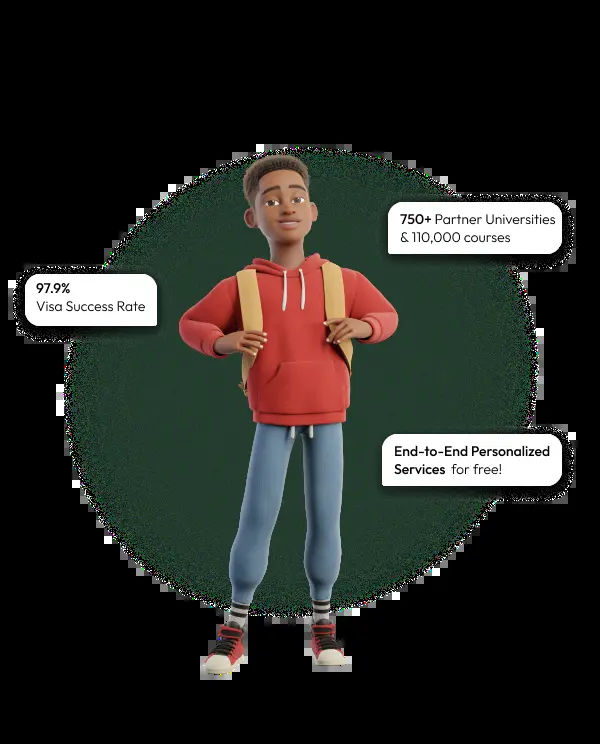 750+ Partner Universities
& 110,000 courses
97.9%
Visa Success Rate
End-to-End Personalized
Services for free!